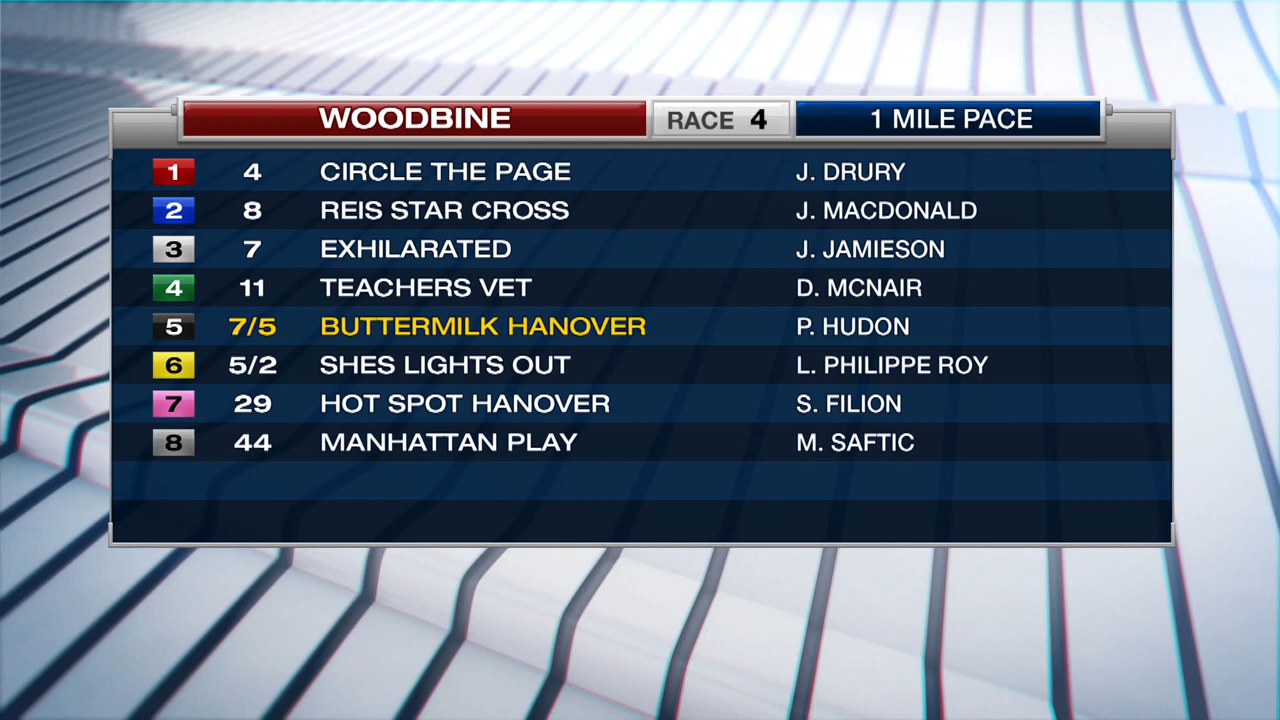 WOODBINE RACE 4 1 MILE PACE
1 4 CIRCLE THE PAGE J. DRURY
2 8 REIS STAR CROSS J. MACDONALD
3 7 EXHILARATED J. JAMIESON
4 11 TEACHERS VET D. MCNAIR
5 7/5 BUTTERMILK HANOVER P. HUDON
6 5/2 SHES LIGHTS OUT L. PHILIPPE ROY
7 29 HOT SPOT HANOVER S. FILION
8 44 MANHATTAN PLAY M. SAFTIC